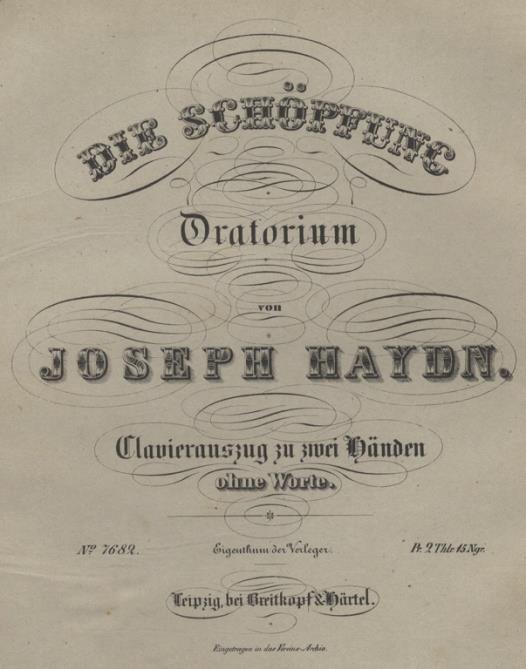 DIE SCHÖPFUNG
Oratorium
von
JOSEPH HAYDN.
Clavierauszug zu zwei Händen
ohne Worte.
No. 7682.
Eigenthum der Verleger.
Pr. 2 Thlr. 15 Ngr.
Leipzig, bei Breitkopf & Härtel.
Eingetragen in das Vereins-Archiv.